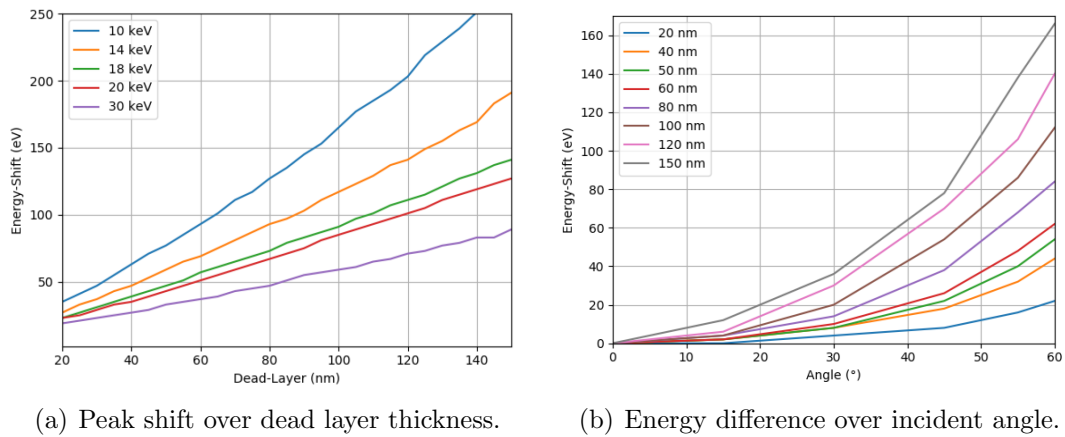 250
200
150
100
50
Energy-Shift (eV)
10 keV
14 keV
18 keV
20 keV
30 keV
20
40
60
80
100
120
140
Dead-Layer (nm)
(a) Peak shift over dead layer thickness.
160
140
120
100
80
60
40
20
0
Energy-Shift (eV)
20 nm
40 nm
50 nm
60 nm
80 nm
100 nm
120 nm
150 nm
0
10
20
30
40
50
60
Angle (°)
(b) Energy difference over incident angle.